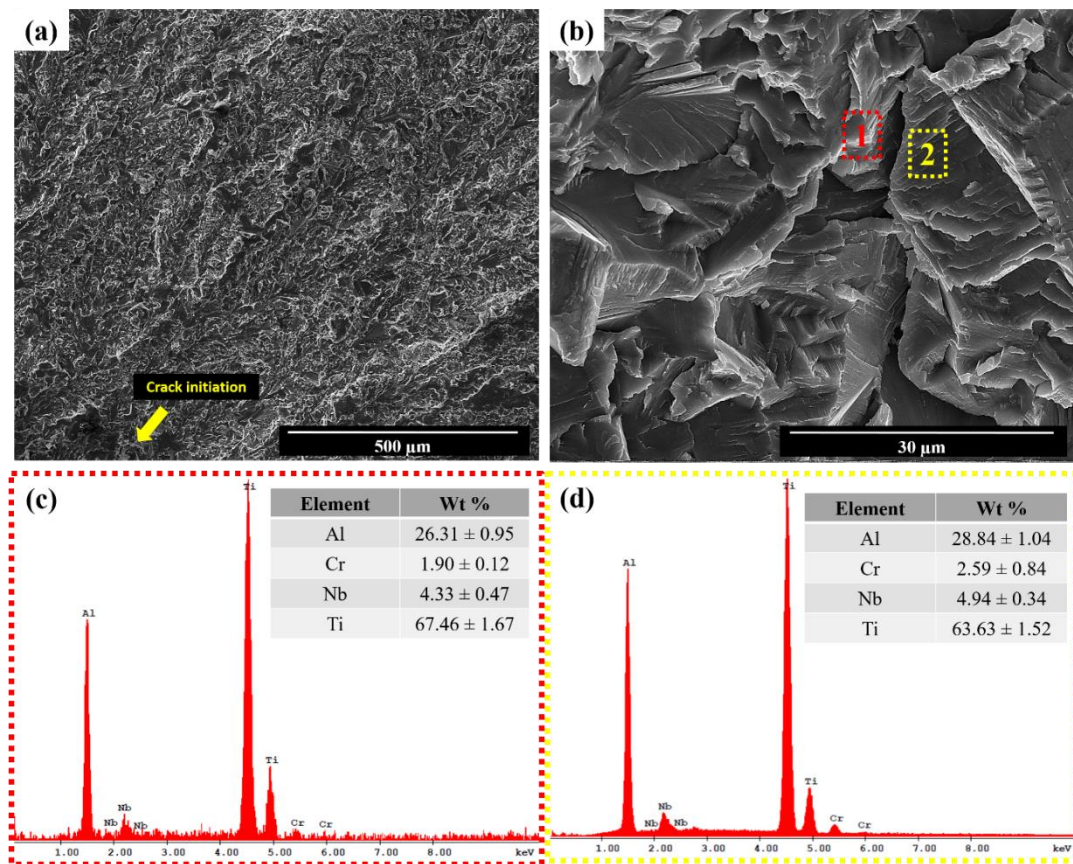 (a)
Crack initiation
500 µm
(b)
1
2
30 µm
(c)
Ti
Element Wt %
Al 26.31 ± 0.95
Cr 1.90 ± 0.12
Nb 4.33 ± 0.47
Ti 67.46 ± 1.67
Al
Ti
Nb
Nb Nb
Cr Cr
1.00 2.00 3.00 4.00 5.00 6.00 7.00 8.00 keV
(d)
Ti
Element Wt %
Al 28.84 ± 1.04
Cr 2.59 ± 0.84
Nb 4.94 ± 0.34
Ti 63.63 ± 1.52
Al
Ti
Nb
Nb Nb
Cr
Cr
1.00 2.00 3.00 4.00 5.00 6.00 7.00 8.00 keV